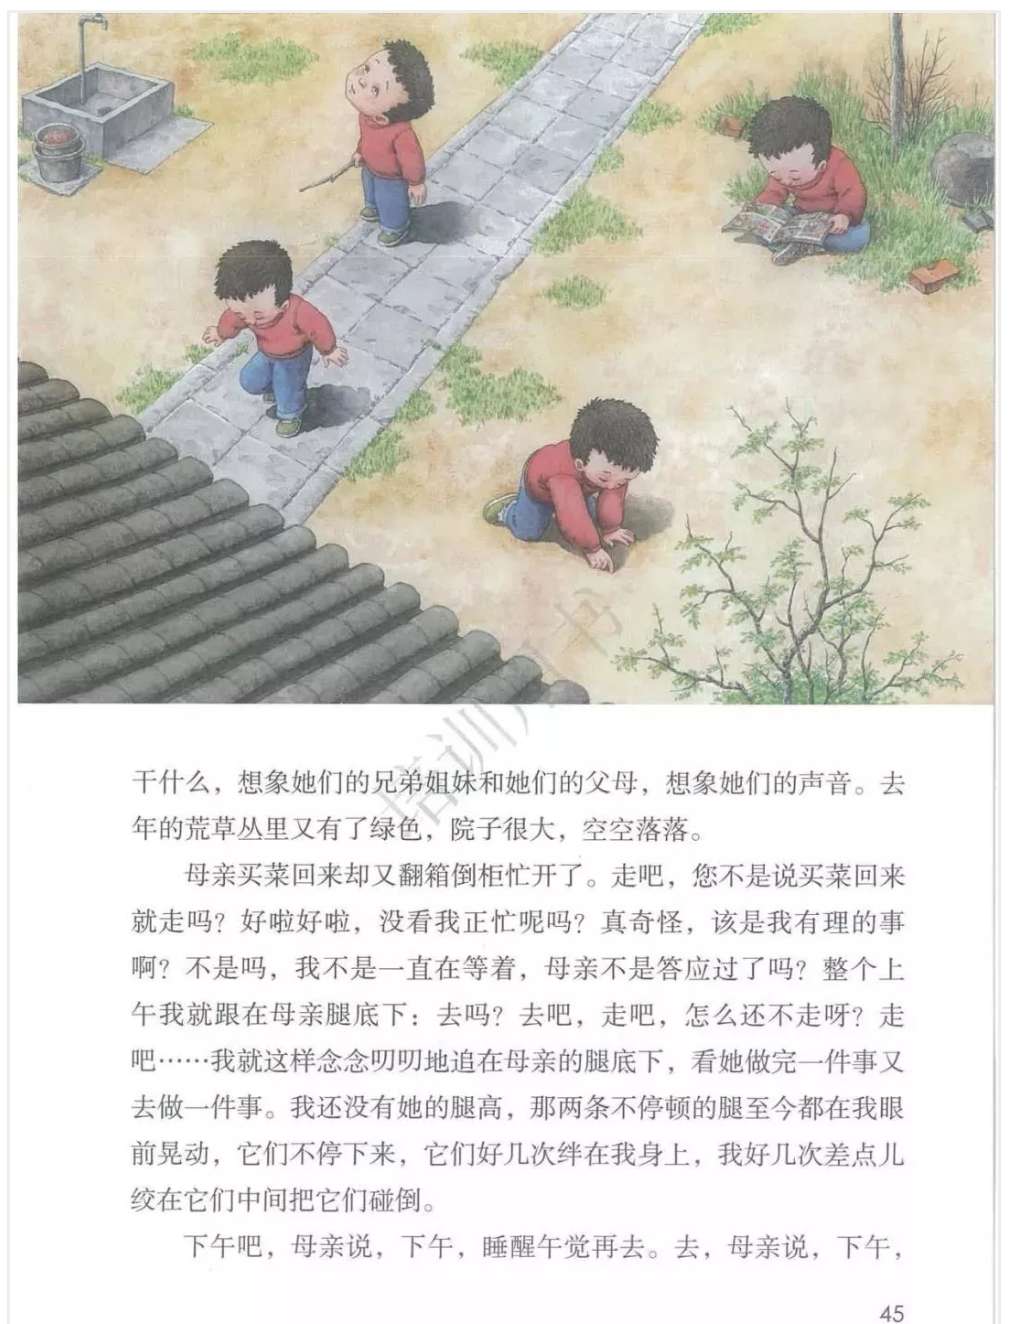 干什么，想象她们的兄弟姐妹和她们的父母，想象她们的声音。去
年的荒草丛里又有了绿色，院子很大，空空落落。
母亲买菜回来却又翻箱倒柜忙开了。走吧，您不是说买菜回来
就走吗？好啦好啦，没看我正忙呢吗？真奇怪，该是我有理的事
啊？不是吗，我不是一直在等着，母亲不是答应过了吗？整个上
午我就跟在母亲腿底下：去吗？去吧，走吧，怎么还不走呀？走
吧……我就这样念念叨叨地追在母亲的腿底下，看她做完一件事又
去做一件事。我还没有她的腿高，那两条不停顿的腿至今都在我眼
前晃动，它们不停下来，它们好几次绊在我身上，我好几次差点儿
绞在它们中间把它们碰倒。
下午吧，母亲说，下午，睡醒午觉再去。去，母亲说，下午，
45
培训用书